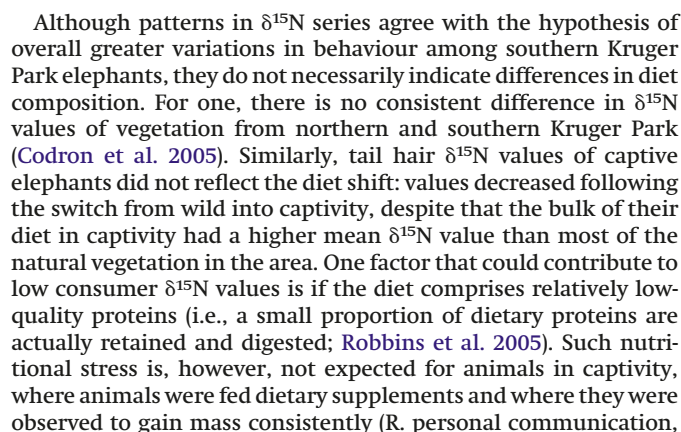 Although patterns in δ¹⁵N series agree with the hypothesis of
overall greater variations in behaviour among southern Kruger
Park elephants, they do not necessarily indicate differences in diet
composition. For one, there is no consistent difference in δ¹⁵N
values of vegetation from northern and southern Kruger Park
(Codron et al. 2005). Similarly, tail hair δ¹⁵N values of captive
elephants did not reflect the diet shift: values decreased following
the switch from wild into captivity, despite that the bulk of their
diet in captivity had a higher mean δ¹⁵N value than most of the
natural vegetation in the area. One factor that could contribute to
low consumer δ¹⁵N values is if the diet comprises relatively low-
quality proteins (i.e., a small proportion of dietary proteins are
actually retained and digested; Robbins et al. 2005). Such nutri-
tional stress is, however, not expected for animals in captivity,
where animals were fed dietary supplements and where they were
observed to gain mass consistently (R. personal communication,